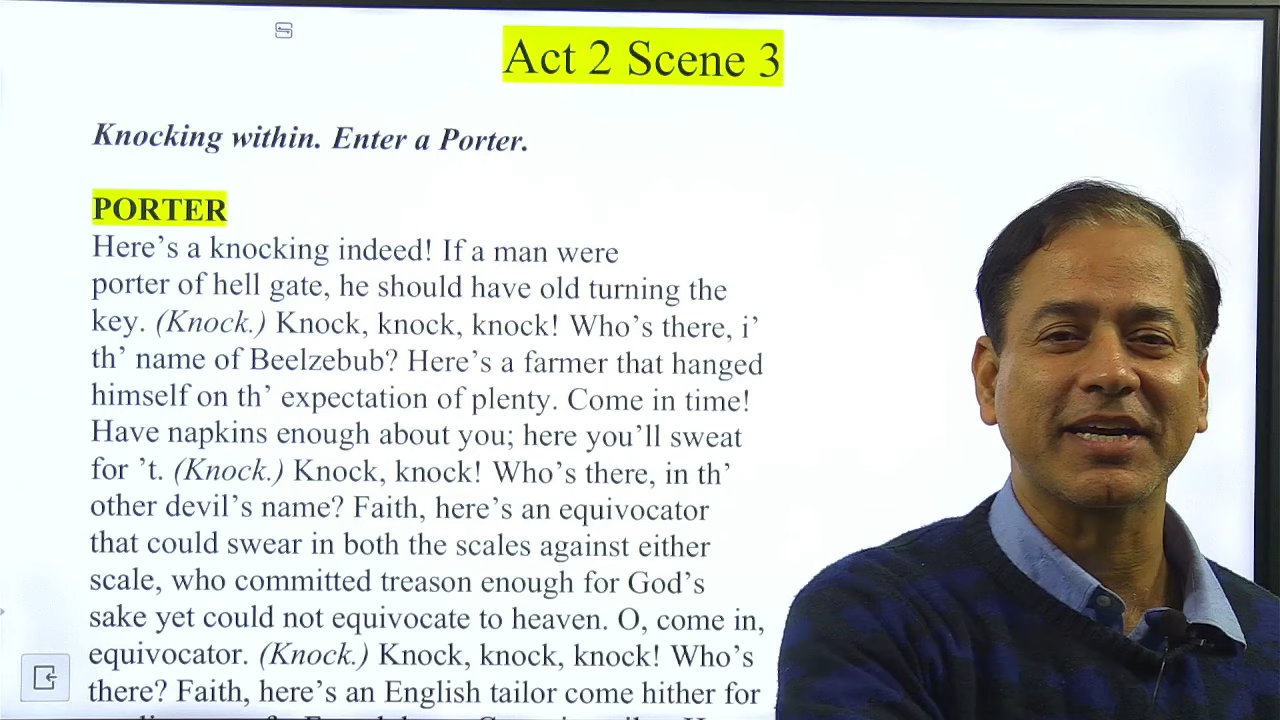 Act 2 Scene 3
Knocking within. Enter a Porter.
PORTER
Here’s a knocking indeed! If a man were
porter of hell gate, he should have old turning the
key. (Knock.) Knock, knock, knock! Who’s there, i’
th’ name of Beelzebub? Here’s a farmer that hanged
himself on th’ expectation of plenty. Come in time!
Have napkins enough about you; here you’ll sweat
for ’t. (Knock.) Knock, knock! Who’s there, in th’
other devil’s name? Faith, here’s an equivocator
that could swear in both the scales against either
scale, who committed treason enough for God’s
sake yet could not equivocate to heaven. O, come in,
equivocator. (Knock.) Knock, knock, knock! Who’s
there? Faith, here’s an English tailor come hither for